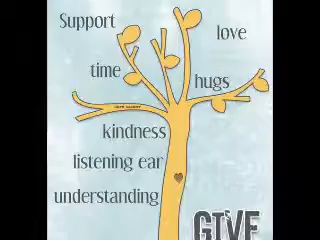 Support
love
time
hugs
kindness
listening ear
understanding
GIVE